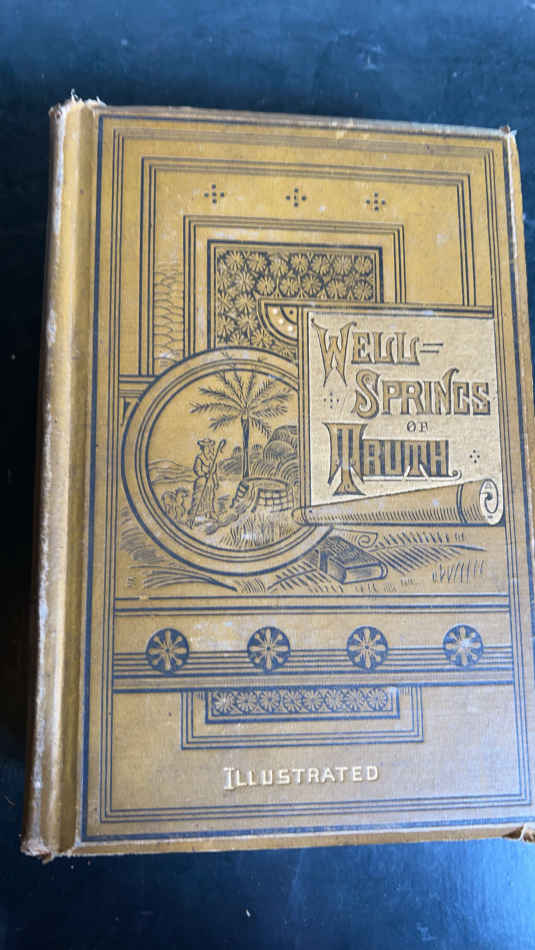 WELL-
SPRINGS
OF
TRUTH.
ILLUSTRATED